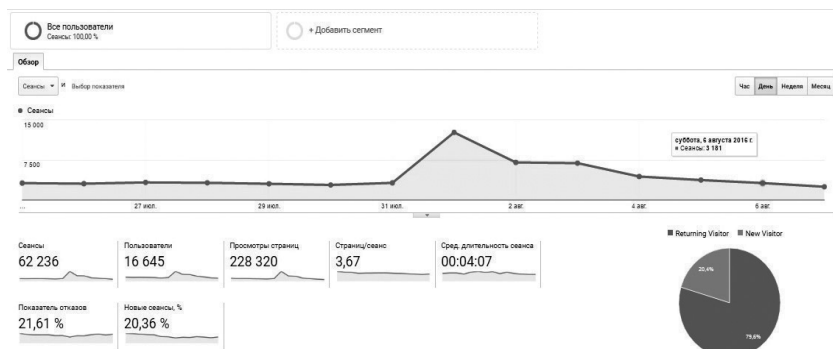 Все пользователи
Сеансы: 100,00 %
+ Добавить сегмент
Обзор
Сеансы и Выбор показателя
Час День Неделя Месяц
Сеансы
15 000
суббота, 6 августа 2016 г.
Сеансы: 3 181
7 500
... 27 июл. 29 июл. 31 июл. 2 авг. 4 авг. 6 авг.
Сеансы
62 236
Пользователи
16 645
Просмотры страниц
228 320
Страниц/сеанс
3,67
Сред. длительность сеанса
00:04:07
Показатель отказов
21,61 %
Новые сеансы, %
20,36 %
Returning Visitor New Visitor
20,4%
79,6%